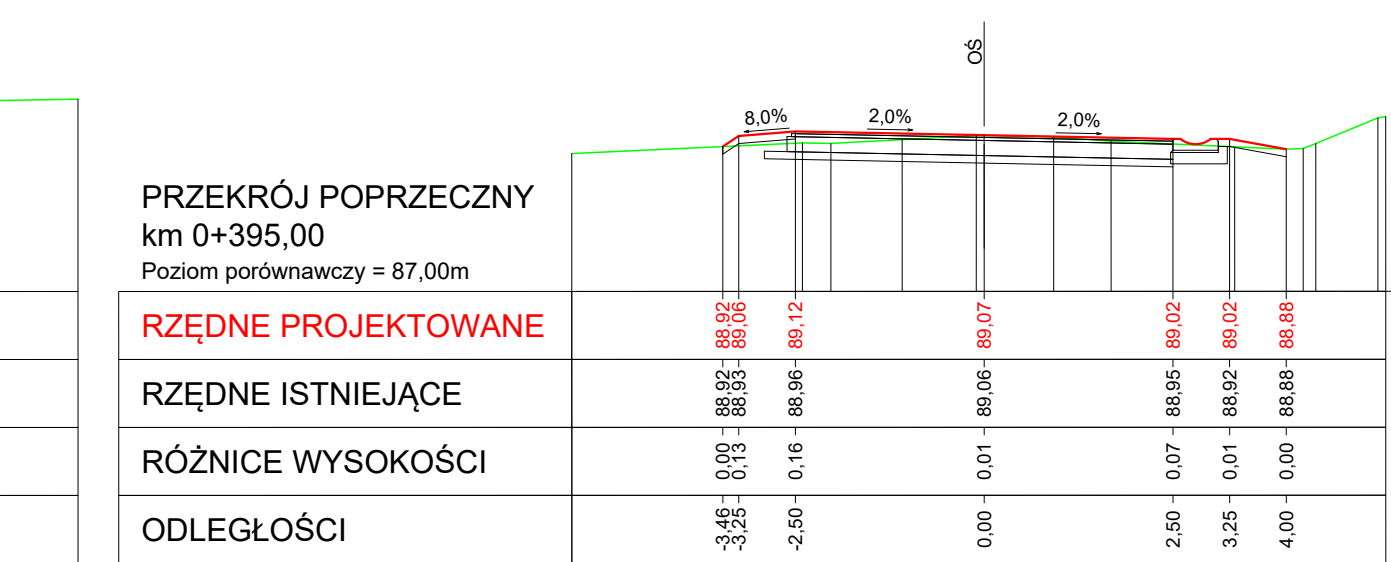 OŚ
8,0%
2,0%
2,0%
PRZEKRÓJ POPRZECZNY
km 0+395,00
Poziom porównawczy = 87,00m
RZĘDNE PROJEKTOWANE 88,92 89,06 89,12 89,07 89,02 89,02 88,88
RZĘDNE ISTNIEJĄCE 88,92 88,93 88,96 89,06 88,95 88,92 88,88
RÓŻNICE WYSOKOŚCI 0,00 0,13 0,16 0,01 0,07 0,01 0,00
ODLEGŁOŚCI -3,46 -3,25 -2,50 0,00 2,50 3,25 4,00